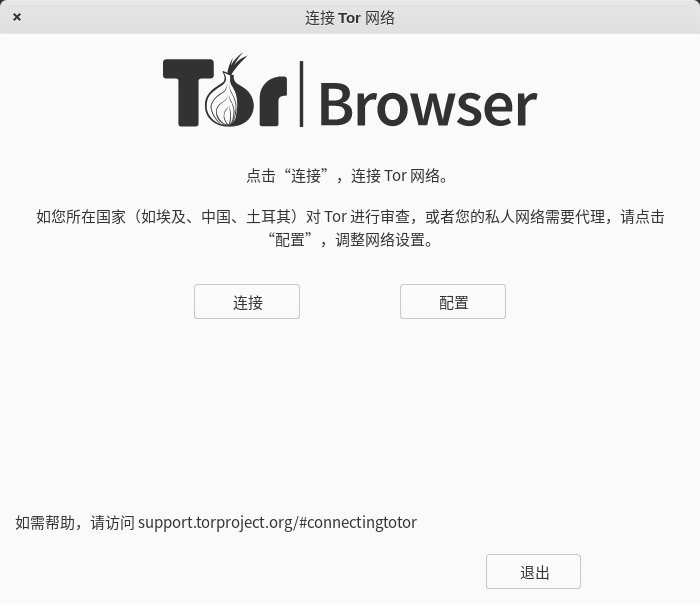 ×
连接 Tor 网络
Tor | Browser
点击“连接”，连接 Tor 网络。
如您所在国家（如埃及、中国、土耳其）对 Tor 进行审查，或者您的私人网络需要代理，请点击
“配置”，调整网络设置。
连接 配置
如需帮助，请访问 support.torproject.org/#connectingtotor
退出